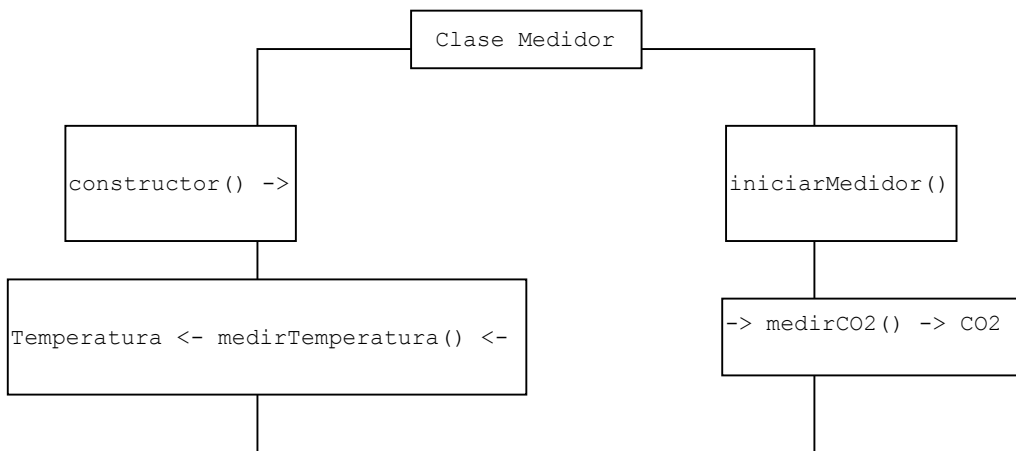 Clase Medidor
constructor() ->
iniciarMedidor()
Temperatura <- medirTemperatura() <-
-> medirCO2() -> CO2